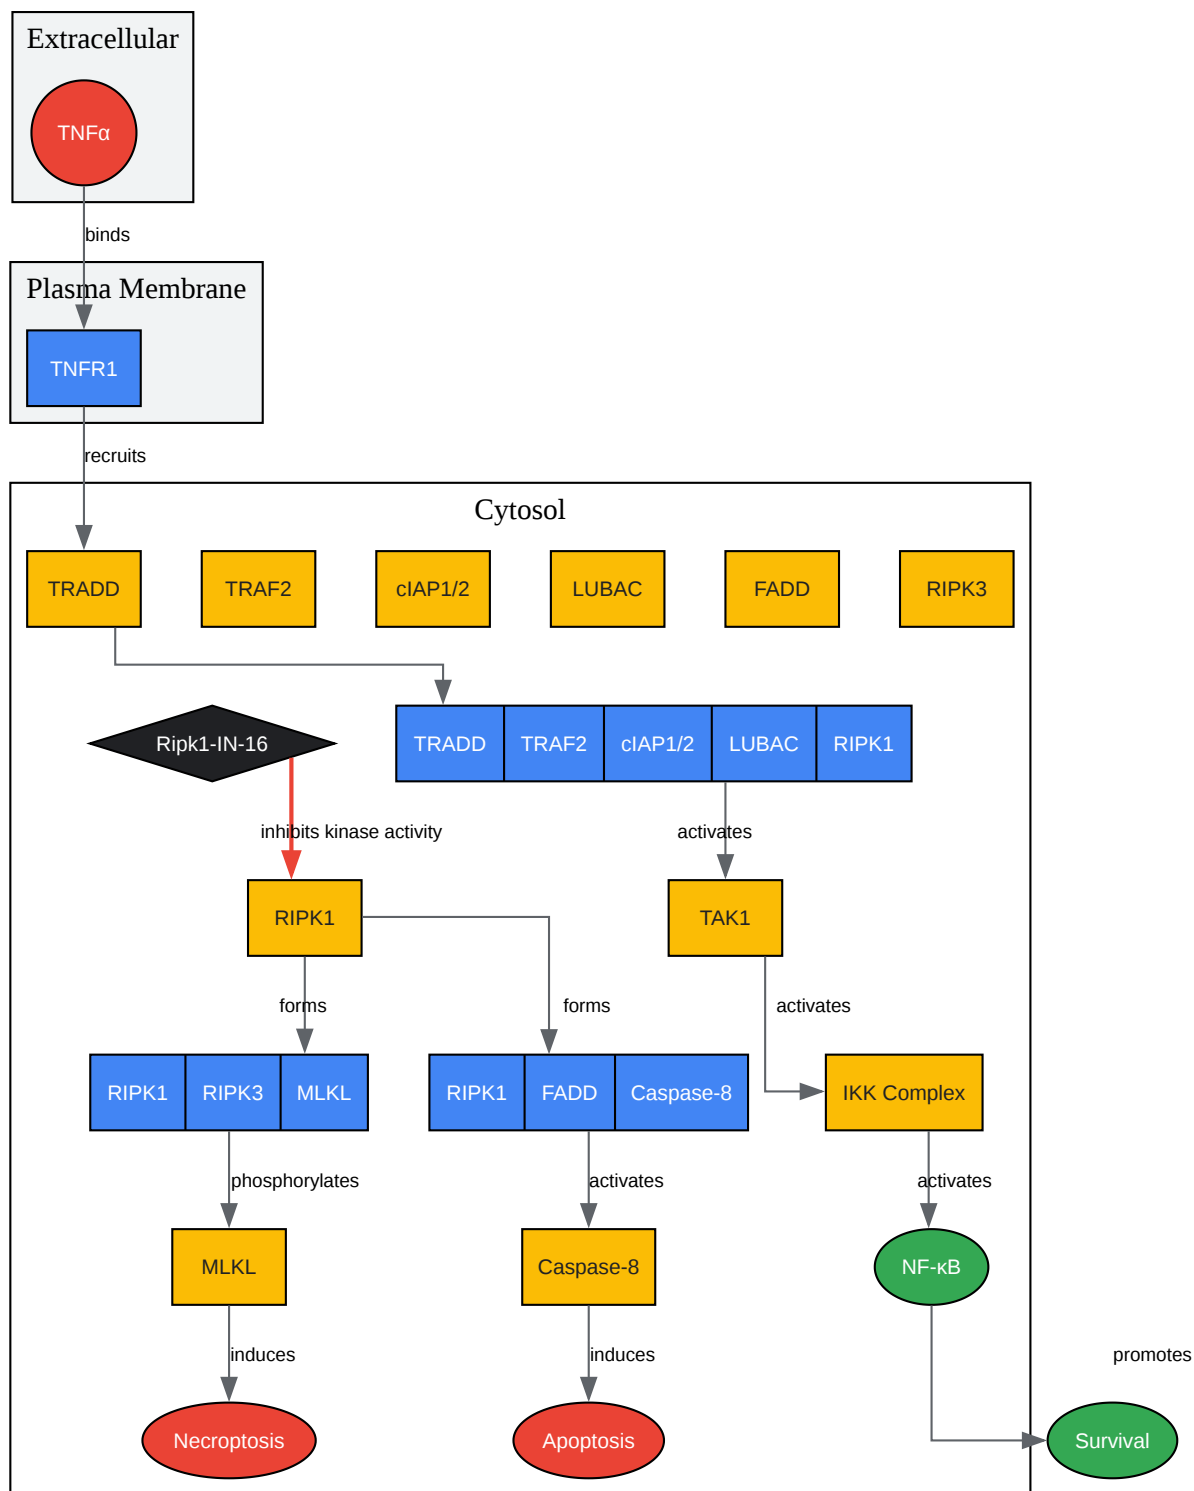 Extracellular
TNFα
binds
Plasma Membrane
TNFR1
recruits
Cytosol
TRADD
TRAF2
cIAP1/2
LUBAC
FADD
RIPK3
Ripk1-IN-16
TRADD
TRAF2
cIAP1/2
LUBAC
RIPK1
inhibits kinase activity
activates
RIPK1
TAK1
forms
forms
activates
RIPK1
RIPK3
MLKL
RIPK1
FADD
Caspase-8
IKK Complex
phosphorylates
activates
activates
MLKL
Caspase-8
NF-κB
induces
induces
promotes
Necroptosis
Apoptosis
Survival